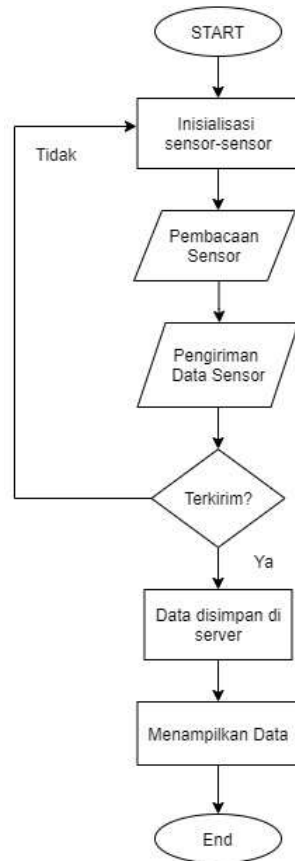 START
Inisialisasi
sensor-sensor
Tidak
Pembacaan
Sensor
Pengiriman
Data Sensor
Terkirim?
Ya
Data disimpan di
server
Menampilkan Data
End